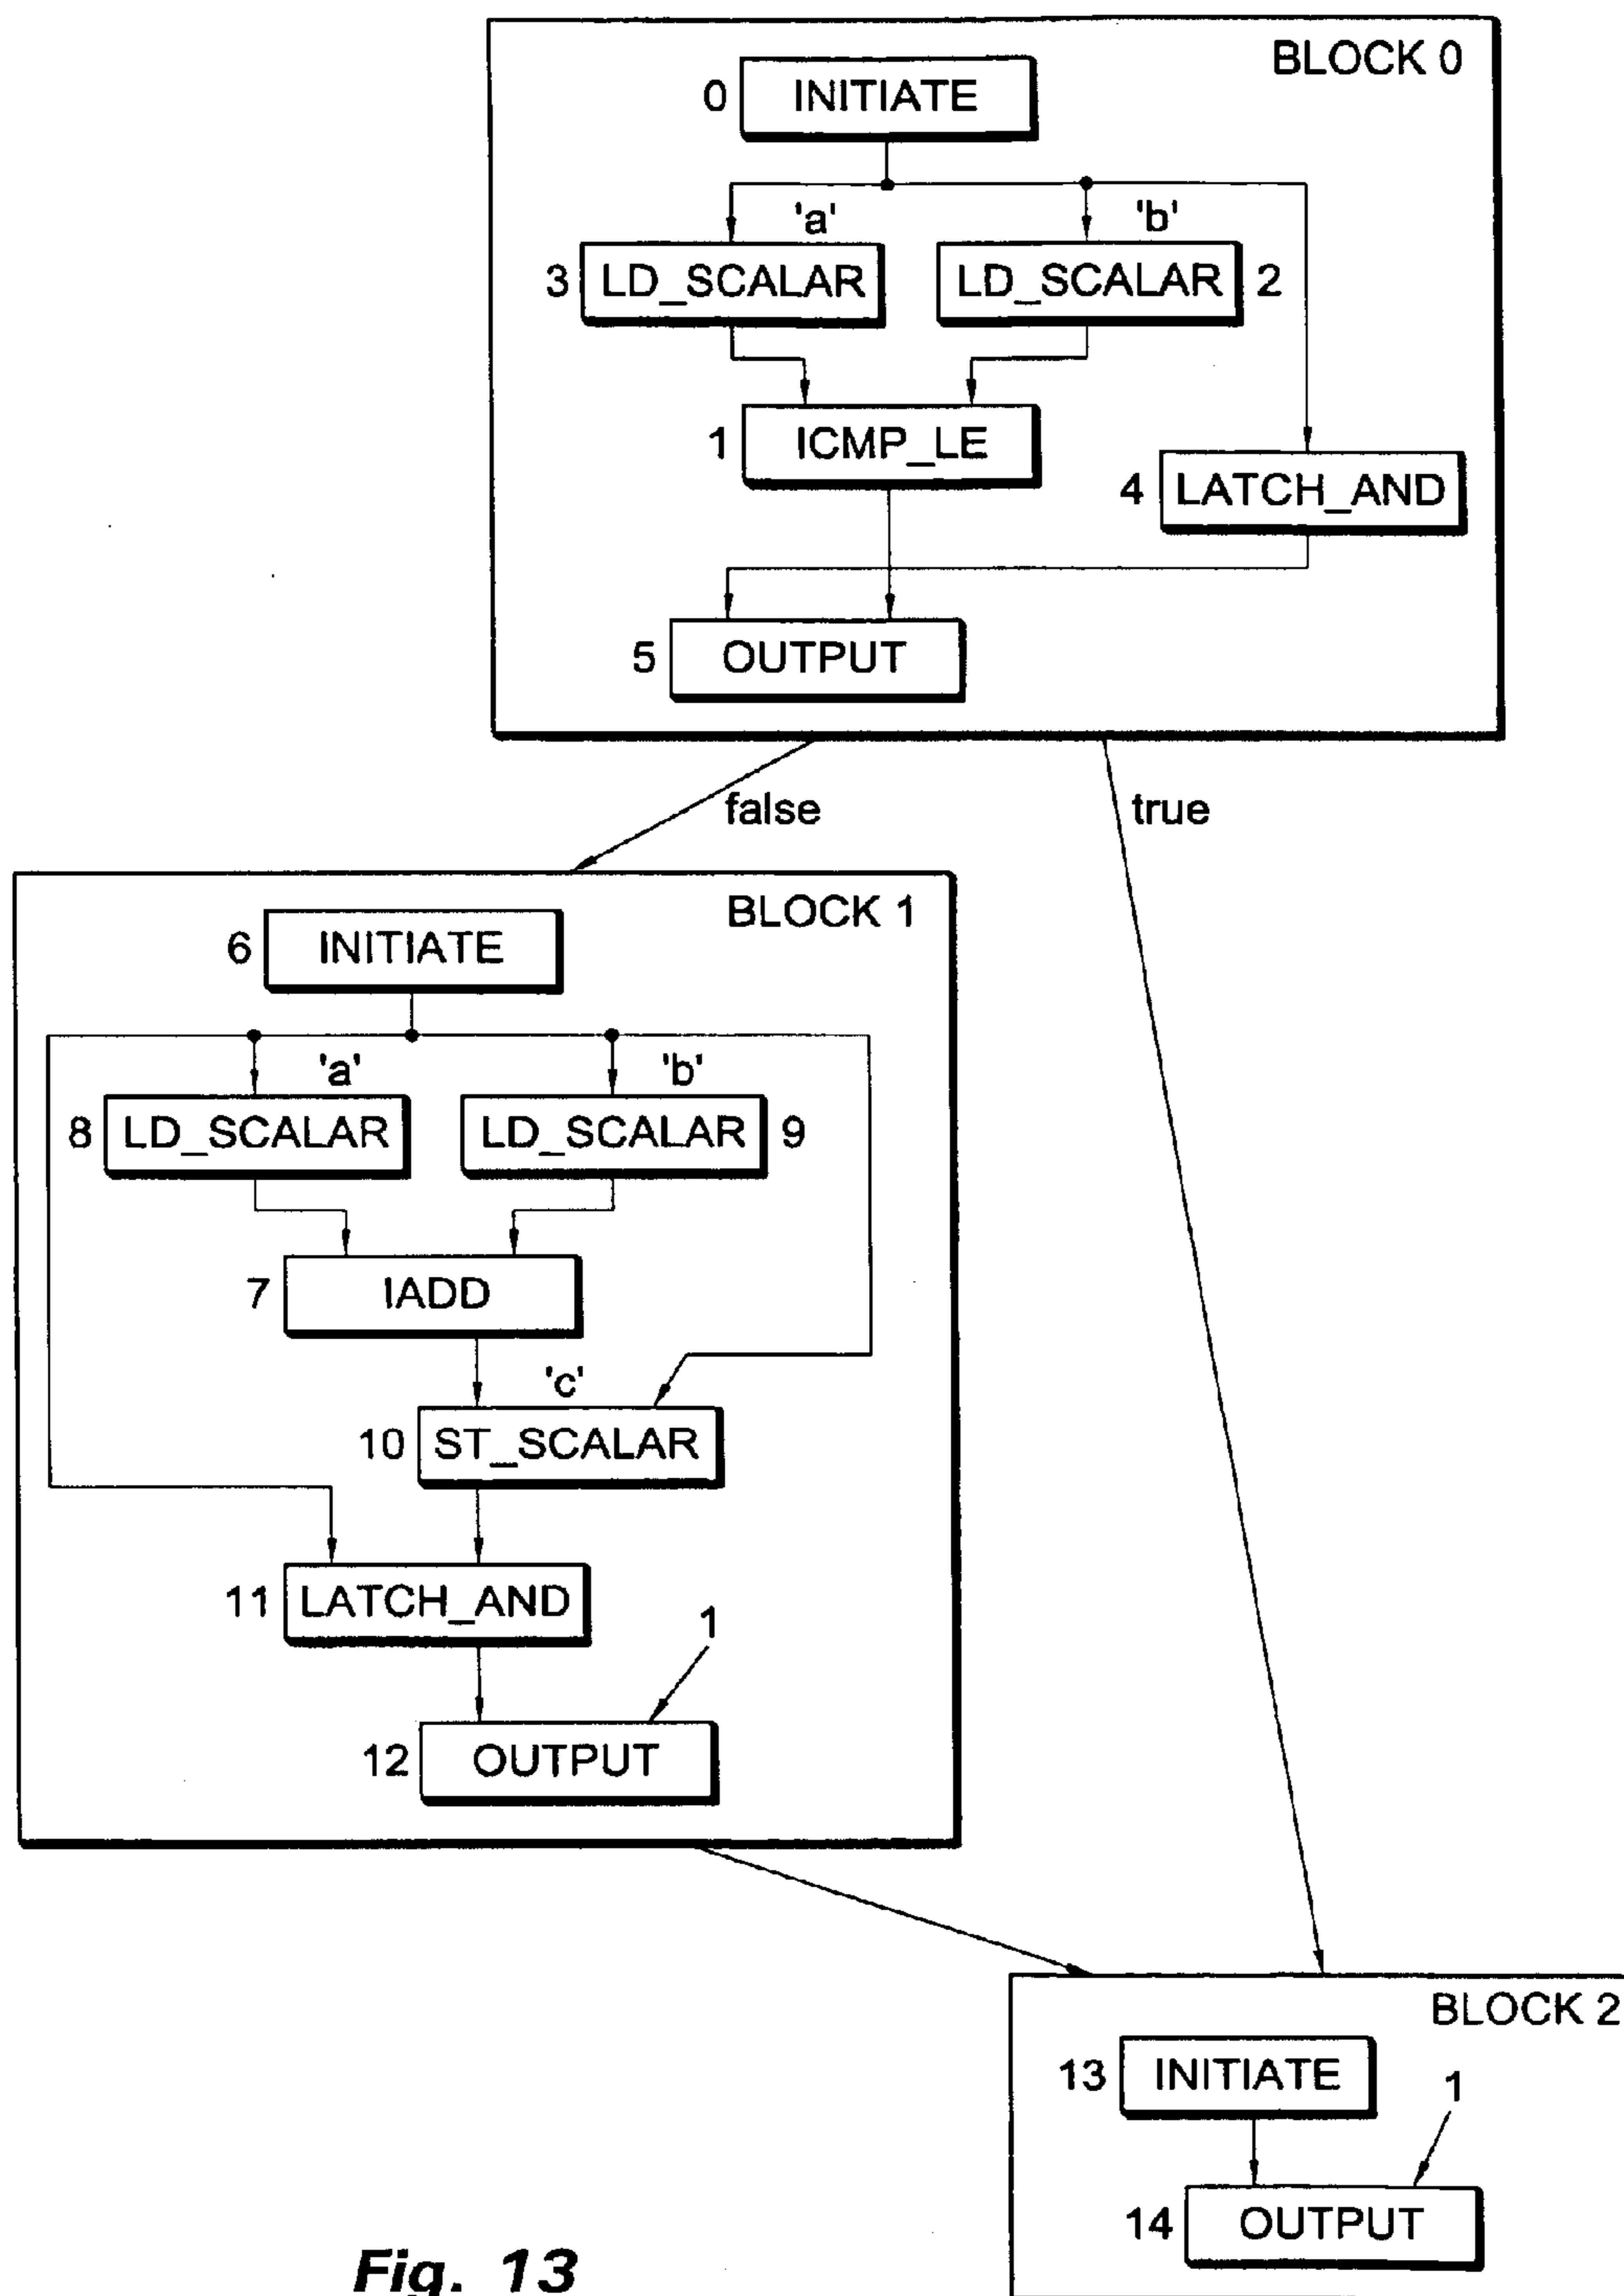 BLOCK 0
0 INITIATE
'a' 'b'
3 LD_SCALAR LD_SCALAR 2
1 ICMP_LE
4 LATCH_AND
5 OUTPUT
false true
BLOCK 1
6 INITIATE
'a' 'b'
8 LD_SCALAR LD_SCALAR 9
7 IADD
'c'
10 ST_SCALAR
11 LATCH_AND
1
12 OUTPUT
BLOCK 2
13 INITIATE
1
14 OUTPUT
Fig. 13